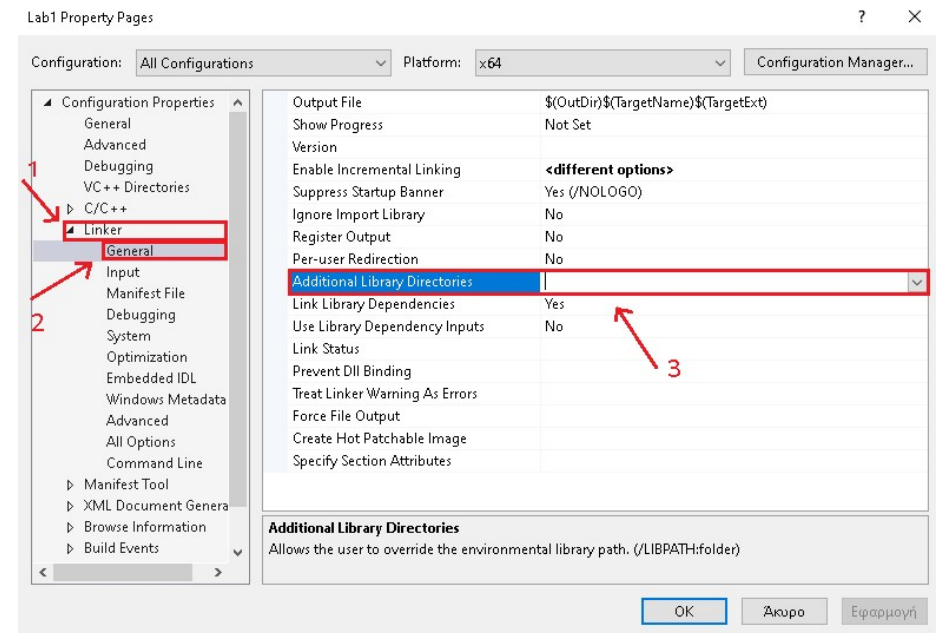 Lab1 Property Pages ? ×
Configuration: All Configurations Platform: x64 Configuration Manager...
Configuration Properties
General
Advanced
Debugging
VC++ Directories
C/C++
Linker
General
Input
Manifest File
Debugging
System
Optimization
Embedded IDL
Windows Metadata
Advanced
All Options
Command Line
Manifest Tool
XML Document Genera
Browse Information
Build Events
1
2
Output File $(OutDir)$(TargetName)$(TargetExt)
Show Progress Not Set
Version
Enable Incremental Linking <different options>
Suppress Startup Banner Yes (/NOLOGO)
Ignore Import Library No
Register Output No
Per-user Redirection No
Additional Library Directories
Link Library Dependencies Yes
Use Library Dependency Inputs No
Link Status
Prevent Dll Binding
Treat Linker Warning As Errors
Force File Output
Create Hot Patchable Image
Specify Section Attributes
3
Additional Library Directories
Allows the user to override the environmental library path. (/LIBPATH:folder)
OK Άκυρο Εφαρμογή